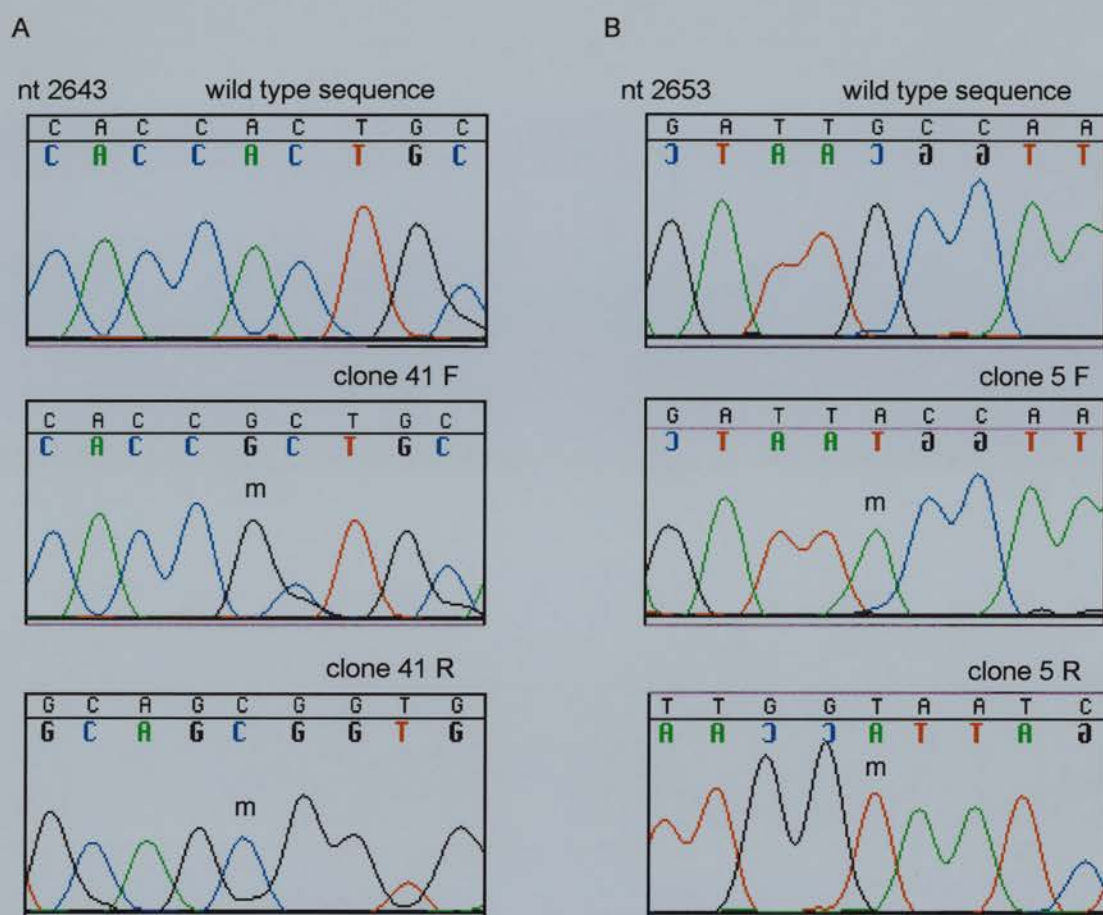 A
nt 2643 wild type sequence
C A C C A C T G C
C A C C A C T G C
clone 41 F
C A C C G C T G C
C A C C G C T G C
m
clone 41 R
G C A G C G G T G
G C A G C G G T G
m
B
nt 2653 wild type sequence
G A T T G C C A A
C T A A C G G T T
clone 5 F
G A T T A C C A A
C T A A T G G T T
m
clone 5 R
T T G G T A A T C
A A C C A T T A G
m